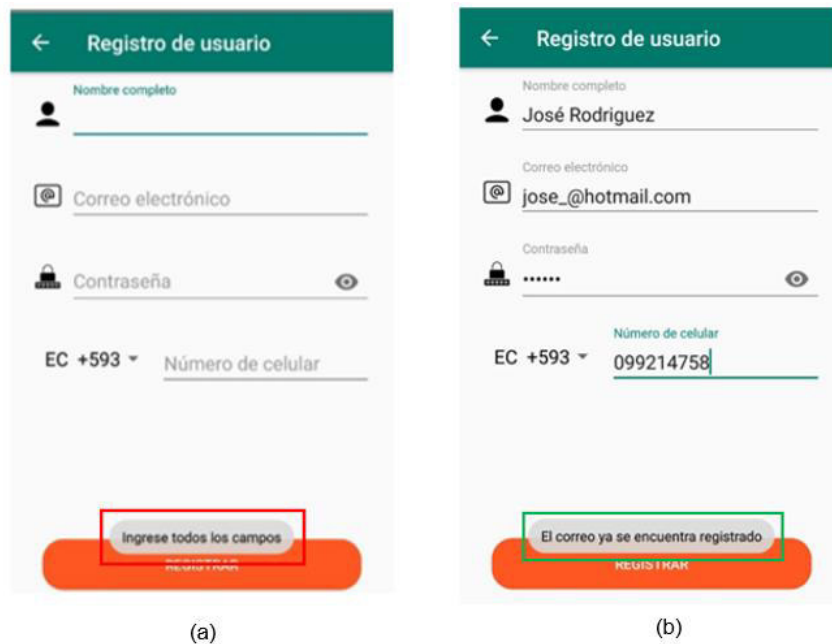 Registro de usuario
Nombre completo
Correo electrónico
Contraseña
EC +593
Número de celular
Ingrese todos los campos
REGISTRAR
(a)
Registro de usuario
Nombre completo
José Rodriguez
Correo electrónico
jose_@hotmail.com
Contraseña
••••••
Número de celular
EC +593
099214758
El correo ya se encuentra registrado
REGISTRAR
(b)